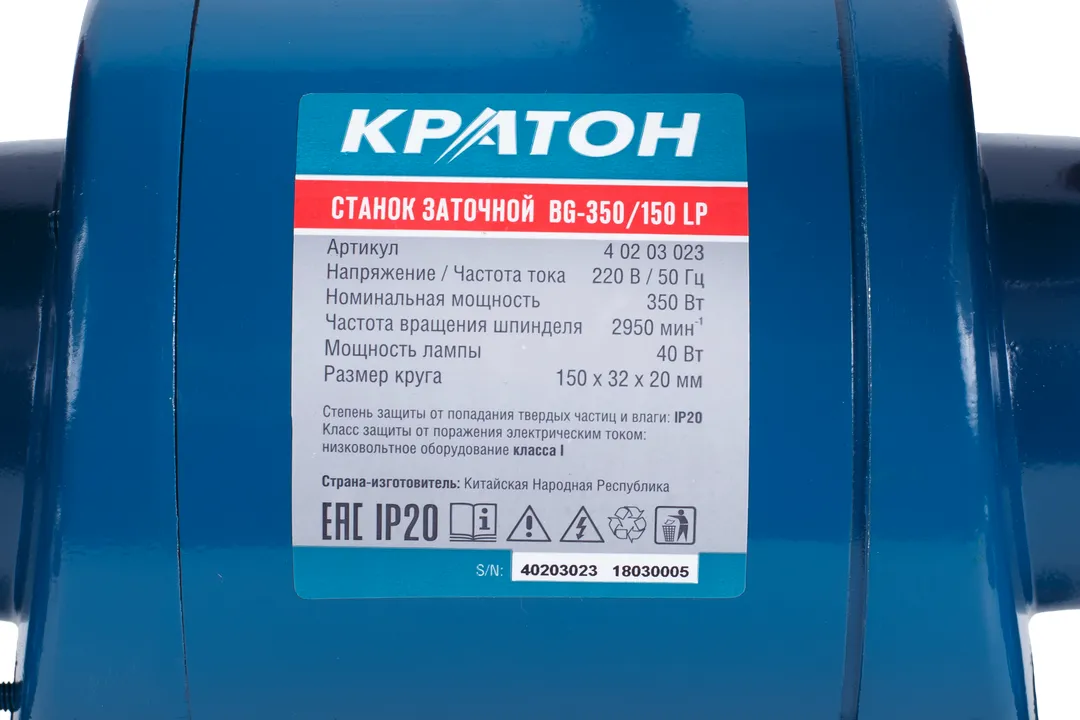 КРАТОН
СТАНОК ЗАТОЧНОЙ BG-350/150 LP
Артикул 4 02 03 023
Напряжение / Частота тока 220 В / 50 Гц
Номинальная мощность 350 Вт
Частота вращения шпинделя 2950 мин⁻¹
Мощность лампы 40 Вт
Размер круга 150 x 32 x 20 мм
Степень защиты от попадания твердых частиц и влаги: IP20
Класс защиты от поражения электрическим током:
низковольтное оборудование класса I
Страна-изготовитель: Китайская Народная Республика
EAC IP20
S/N: 40203023 18030005